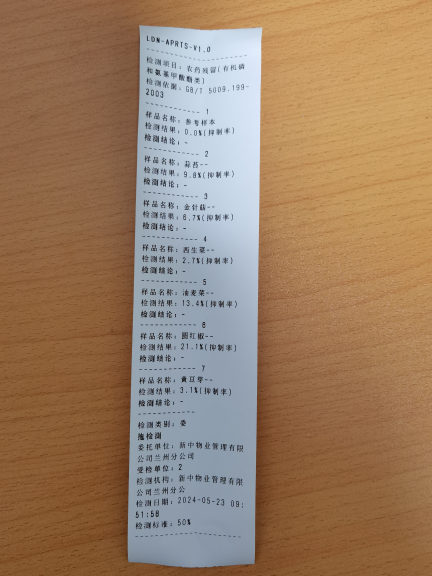 LDN-APRTS-V1.0
------------
检测项目: 农药残留(有机磷
和氨基甲酸酯类)
检测依据: GB/T 5009.199-
2003
------------ 1
样品名称: 参考样本
检测结果: 0.0%(抑制率)
检测结论: -
------------ 2
样品名称: 蒜苔--
检测结果: 9.8%(抑制率)
检测结论: -
------------ 3
样品名称: 金针菇--
检测结果: 6.7%(抑制率)
检测结论: -
------------ 4
样品名称: 西生菜--
检测结果: 2.7%(抑制率)
检测结论: -
------------ 5
样品名称: 油麦菜--
检测结果: 13.4%(抑制率)
检测结论: -
------------ 6
样品名称: 圆红椒--
检测结果: 21.1%(抑制率)
检测结论: -
------------ 7
样品名称: 黄豆芽--
检测结果: 3.1%(抑制率)
检测结论: -
------------
检测类别: 委
拖检测
委托单位: 新中物业管理有限
公司兰州分公司
受检单位: 2
检测机构: 新中物业管理有限
公司兰州分公
检测日期: 2024-05-23 09:
51:58
检测标准: 50%